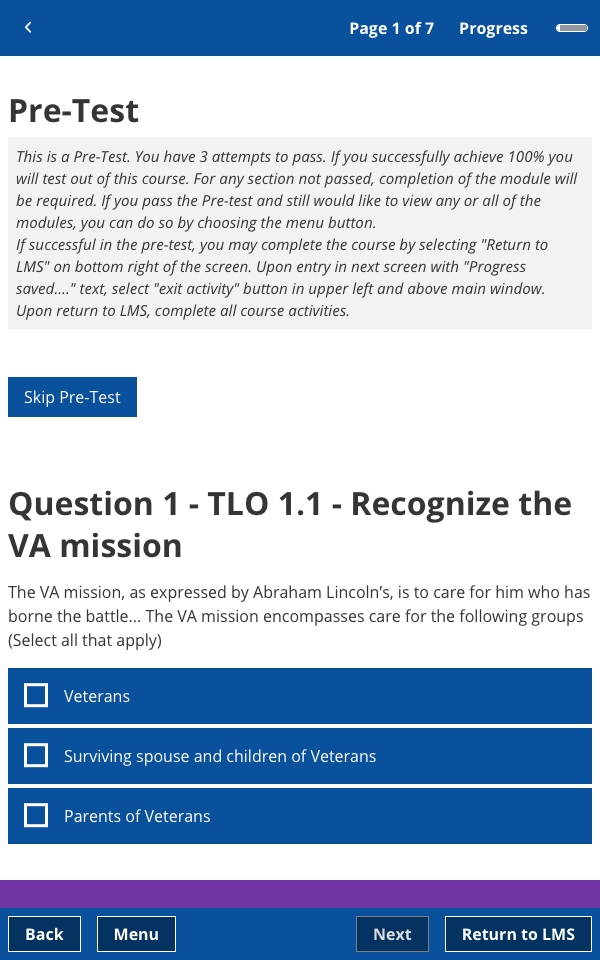 Page 1 of 7 Progress
Pre-Test
This is a Pre-Test. You have 3 attempts to pass. If you successfully achieve 100% you
will test out of this course. For any section not passed, completion of the module will
be required. If you pass the Pre-test and still would like to view any or all of the
modules, you can do so by choosing the menu button.
If successful in the pre-test, you may complete the course by selecting "Return to
LMS" on bottom right of the screen. Upon entry in next screen with "Progress
saved...." text, select "exit activity" button in upper left and above main window.
Upon return to LMS, complete all course activities.
Skip Pre-Test
Question 1 - TLO 1.1 - Recognize the
VA mission
The VA mission, as expressed by Abraham Lincoln’s, is to care for him who has
borne the battle... The VA mission encompasses care for the following groups
(Select all that apply)
Veterans
Surviving spouse and children of Veterans
Parents of Veterans
Back Menu Next Return to LMS